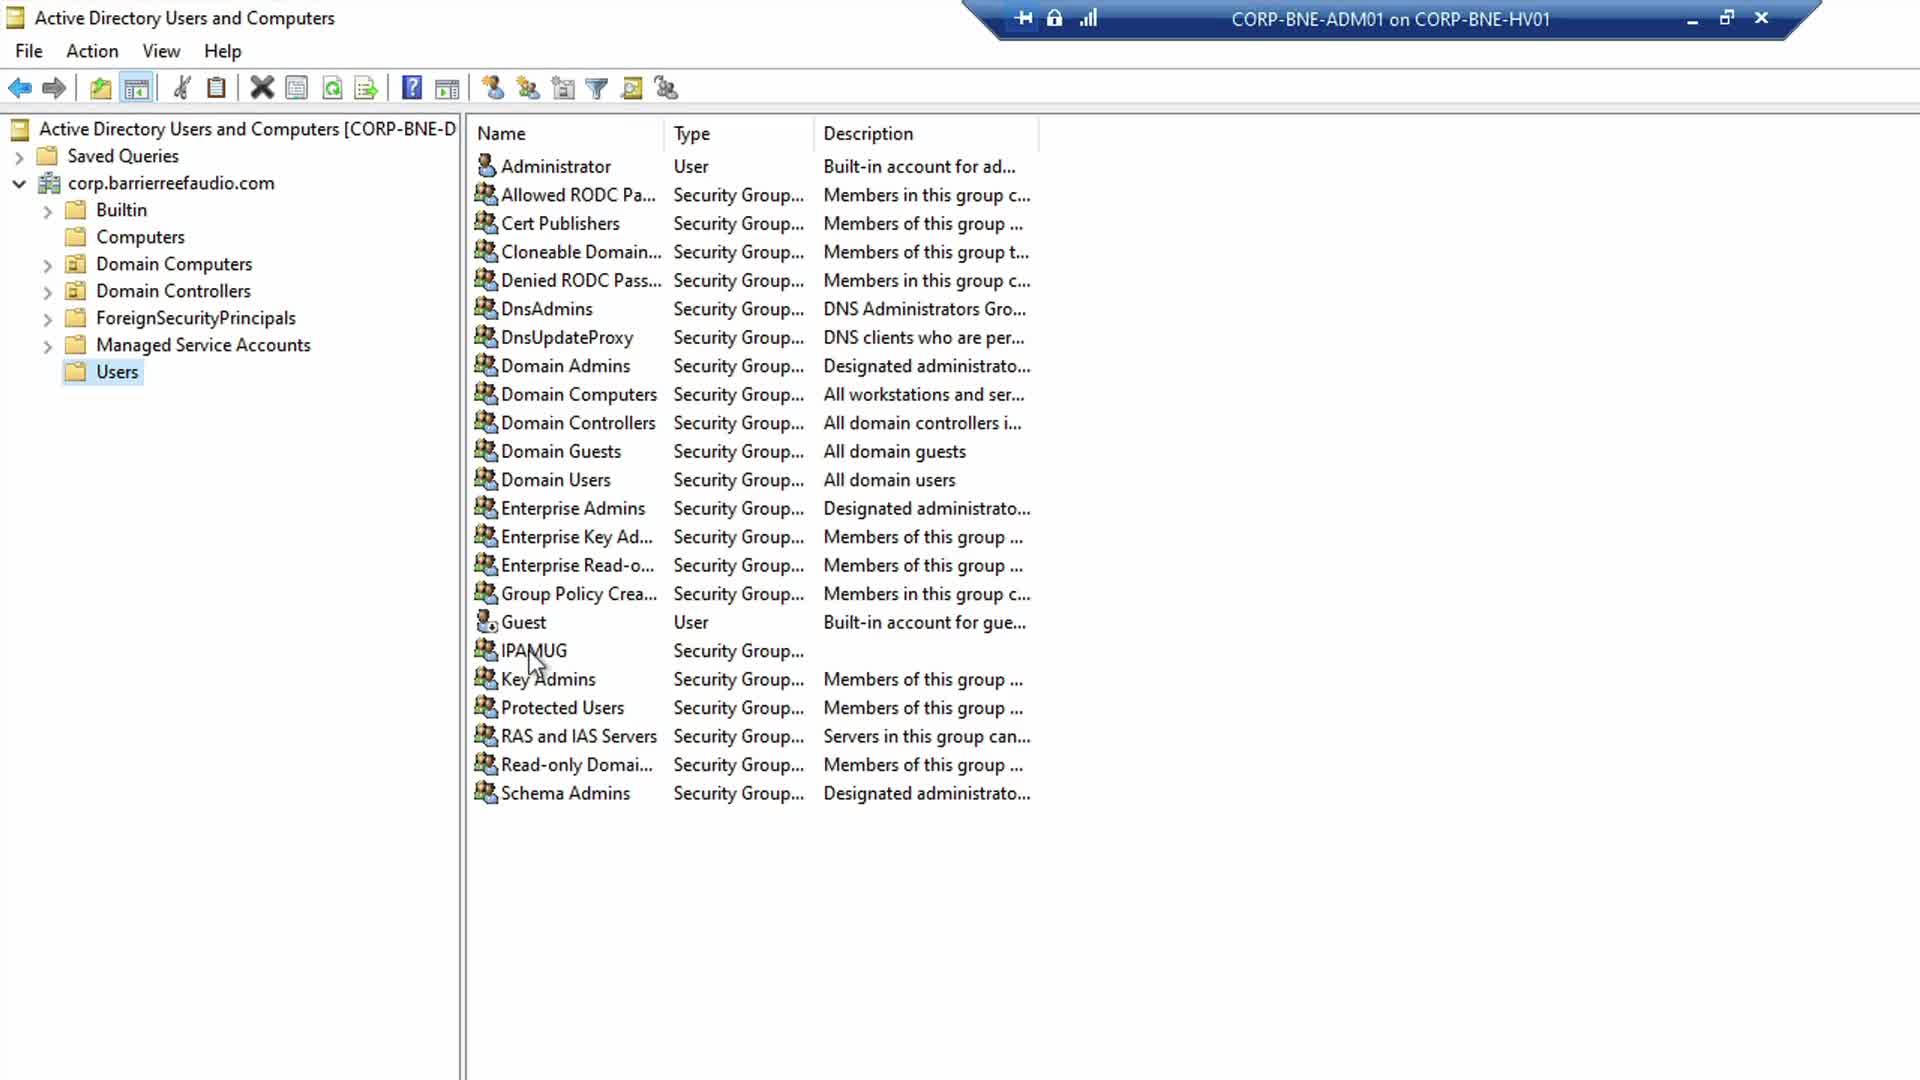 Active Directory Users and Computers
CORP-BNE-ADM01 on CORP-BNE-HV01
File Action View Help
Active Directory Users and Computers [CORP-BNE-D
Saved Queries
corp.barrierreefaudio.com
Builtin
Computers
Domain Computers
Domain Controllers
ForeignSecurityPrincipals
Managed Service Accounts
Users
Name Type Description
Administrator User Built-in account for ad...
Allowed RODC Pa... Security Group... Members in this group c...
Cert Publishers Security Group... Members of this group ...
Cloneable Domain... Security Group... Members of this group t...
Denied RODC Pass... Security Group... Members in this group c...
DnsAdmins Security Group... DNS Administrators Gro...
DnsUpdateProxy Security Group... DNS clients who are per...
Domain Admins Security Group... Designated administrato...
Domain Computers Security Group... All workstations and ser...
Domain Controllers Security Group... All domain controllers i...
Domain Guests Security Group... All domain guests
Domain Users Security Group... All domain users
Enterprise Admins Security Group... Designated administrato...
Enterprise Key Ad... Security Group... Members of this group ...
Enterprise Read-o... Security Group... Members of this group ...
Group Policy Crea... Security Group... Members in this group c...
Guest User Built-in account for gue...
IPAMUG Security Group...
Key Admins Security Group... Members of this group ...
Protected Users Security Group... Members of this group ...
RAS and IAS Servers Security Group... Servers in this group can...
Read-only Domai... Security Group... Members of this group ...
Schema Admins Security Group... Designated administrato...